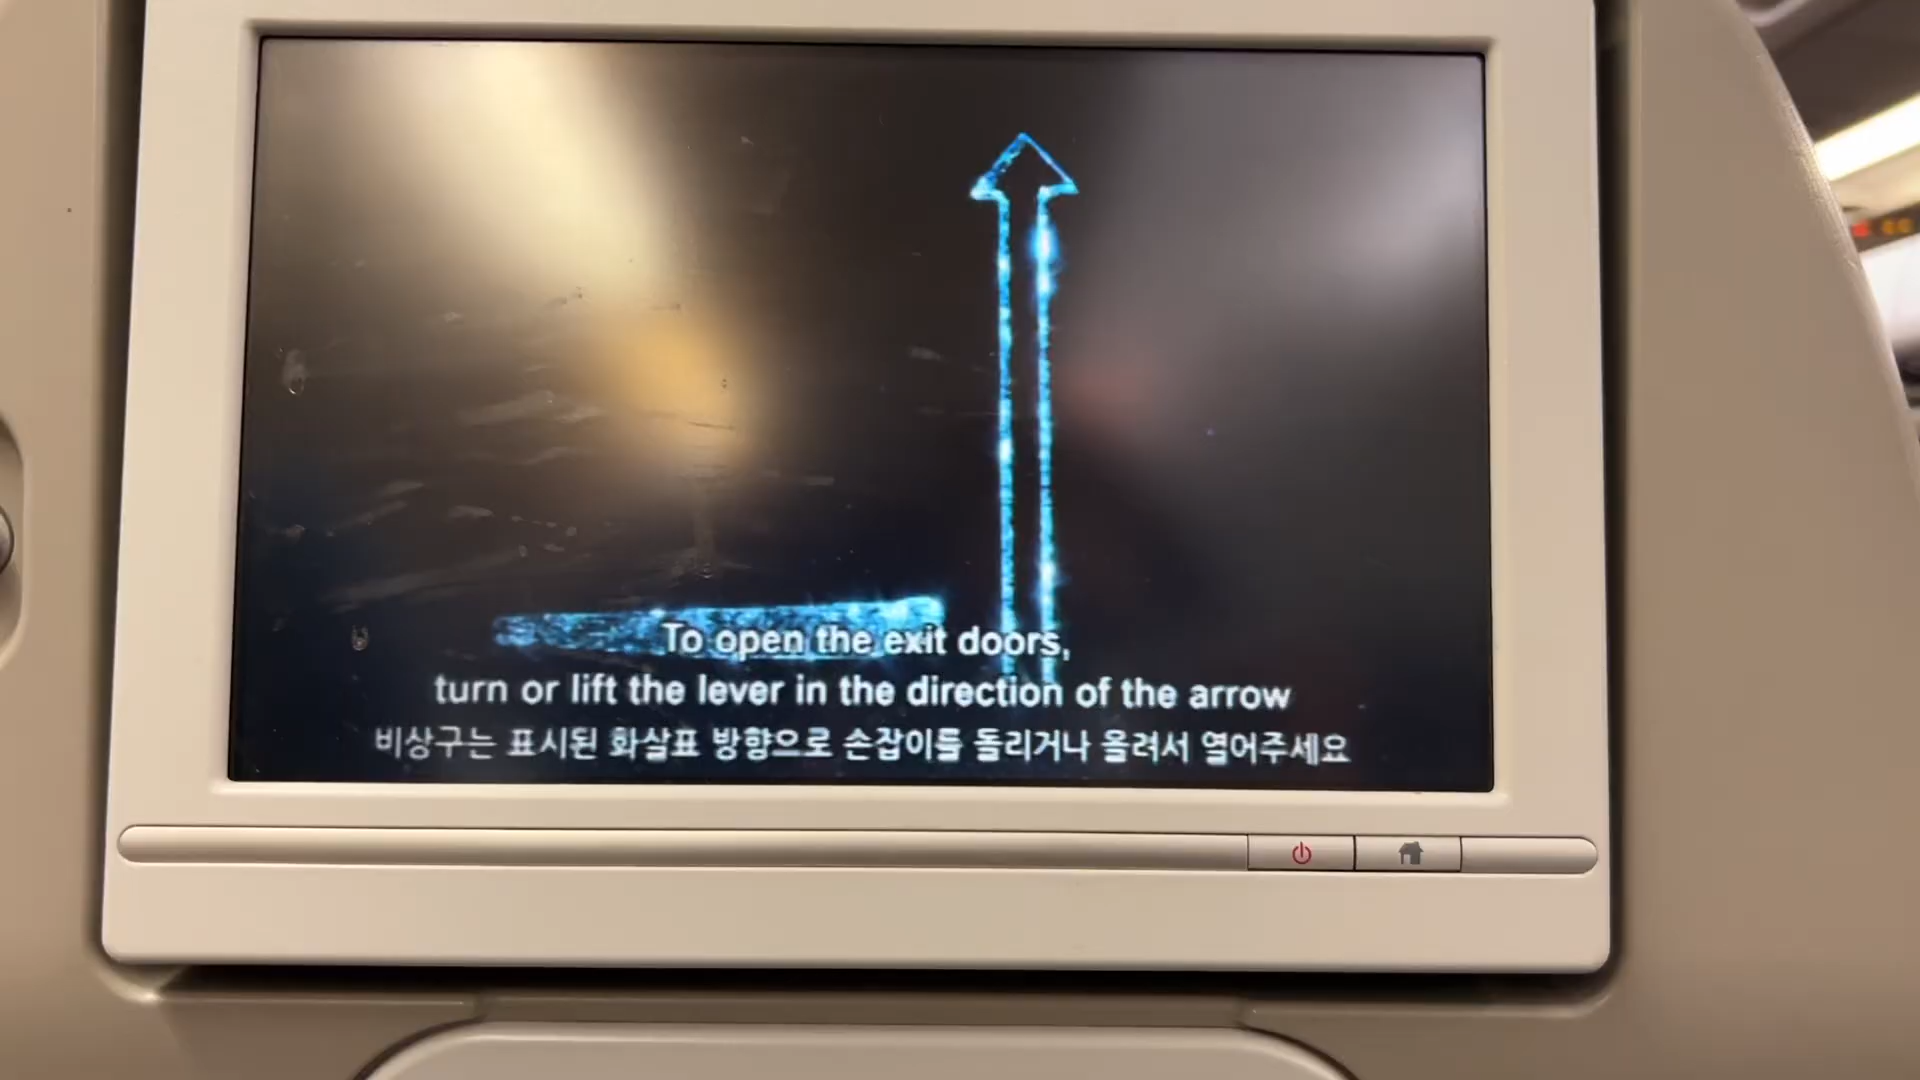 To open the exit doors,
turn or lift the lever in the direction of the arrow
비상구는 표시된 화살표 방향으로 손잡이를 돌리거나 올려서 열어주세요